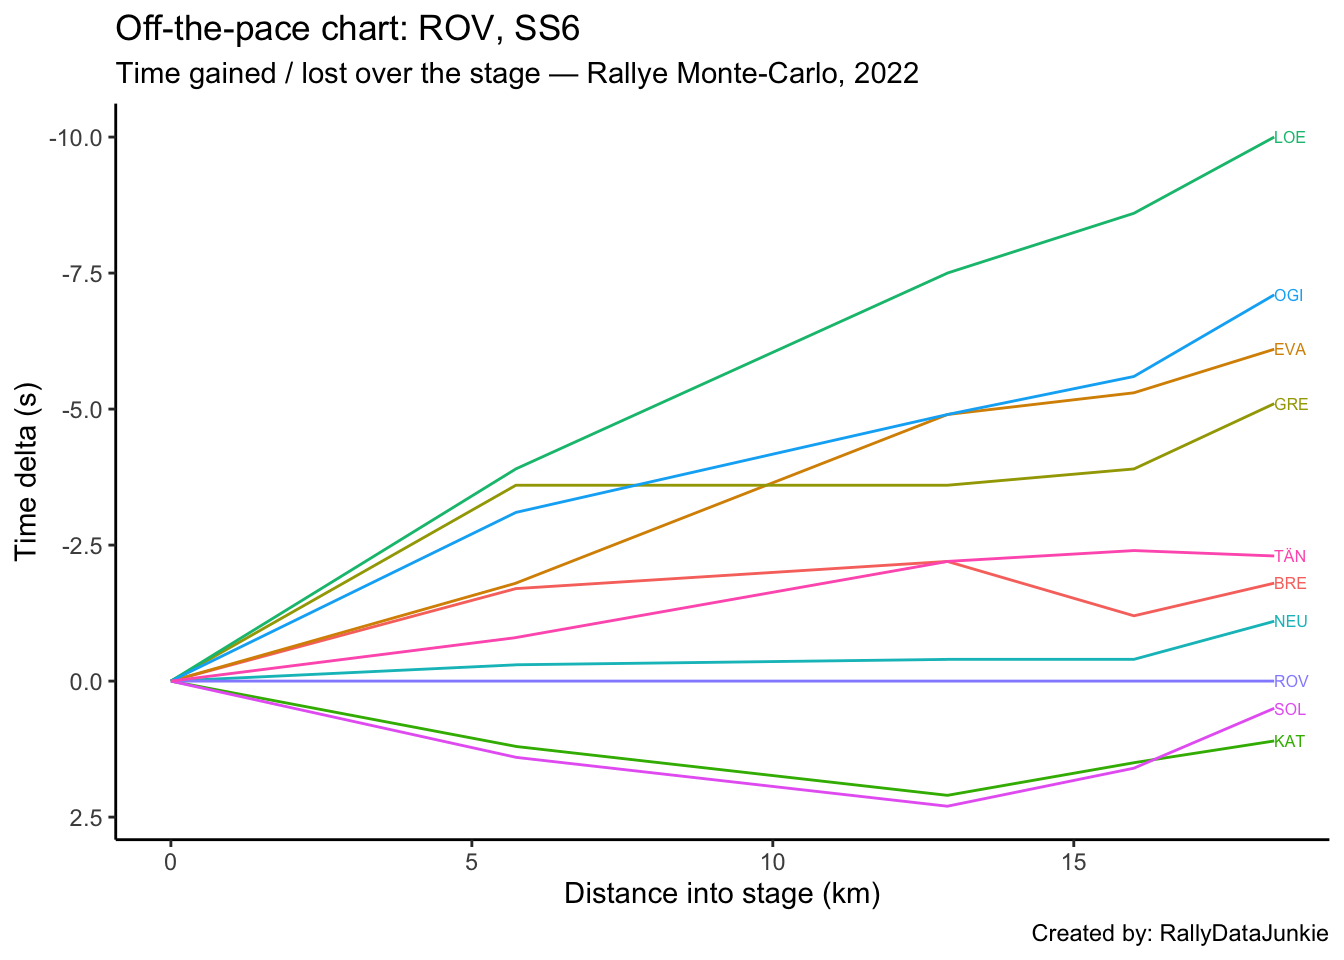 Off-the-pace chart: ROV, SS6
Time gained / lost over the stage — Rallye Monte-Carlo, 2022
Time delta (s)
-10.0
-7.5
-5.0
-2.5
0.0
2.5
LOE
OGI
EVA
GRE
TÄN
BRE
NEU
ROV
SOL
KAT
0 5 10 15
Distance into stage (km)
Created by: RallyDataJunkie